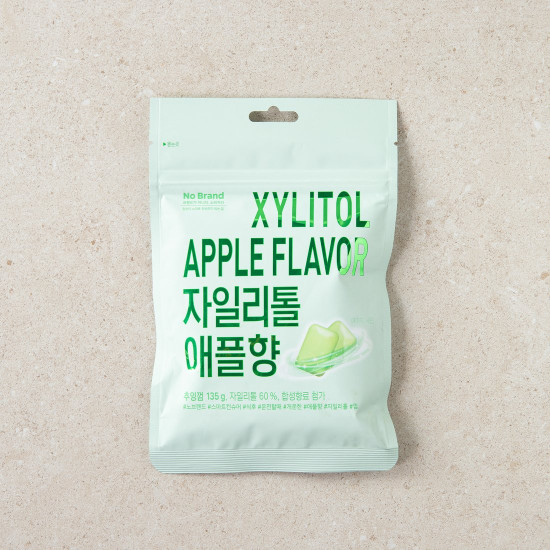 No Brand
XYLITOL
APPLE FLAVOR
자일리톨
애플향
추잉껌 135 g, 자일리톨 60 %, 합성향료 첨가